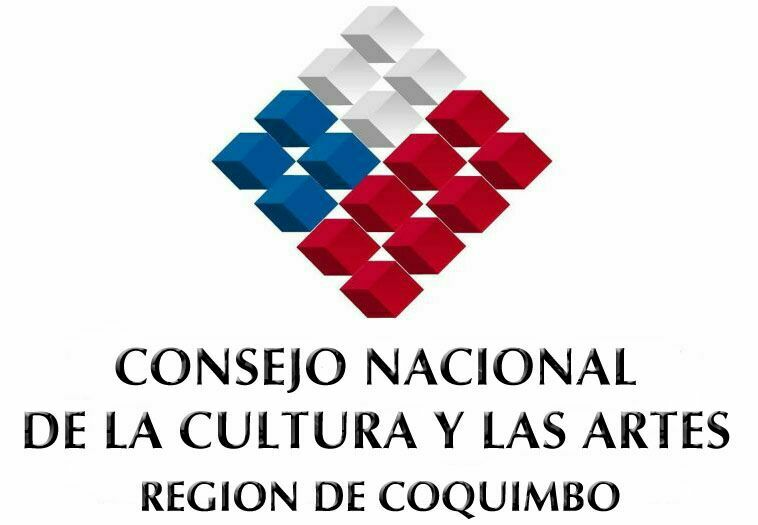 CONSEJO NACIONAL
DE LA CULTURA Y LAS ARTES
REGION DE COQUIMBO